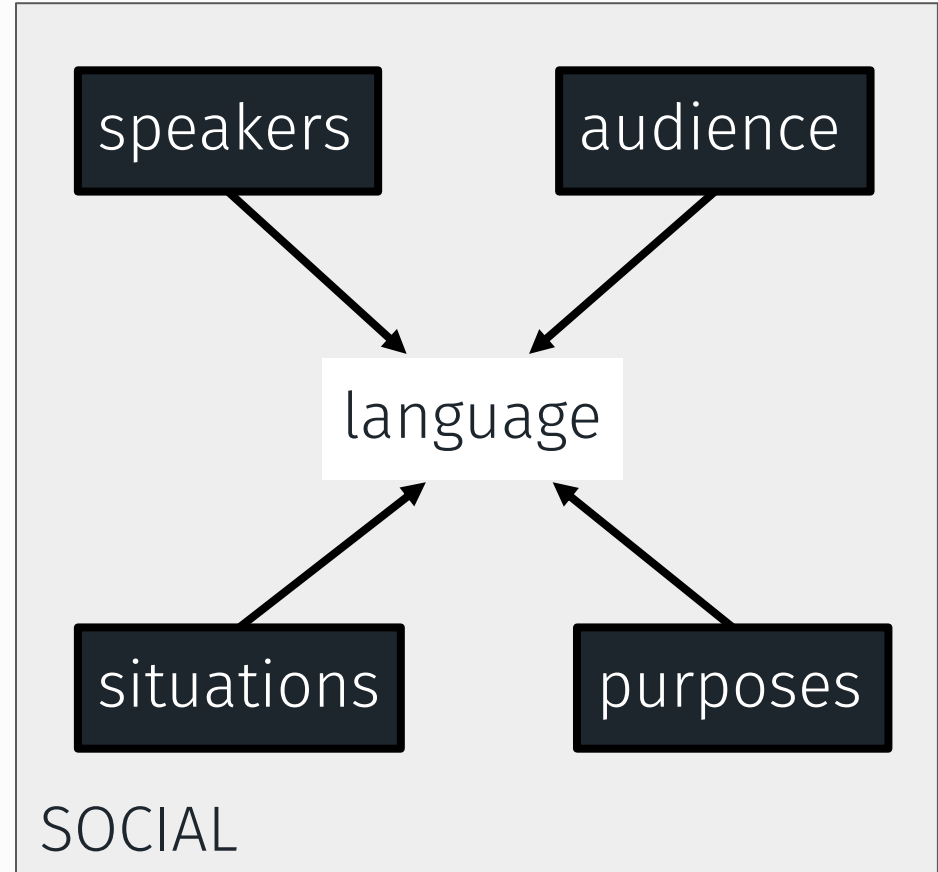 speakers
audience
language
situations
purposes
SOCIAL